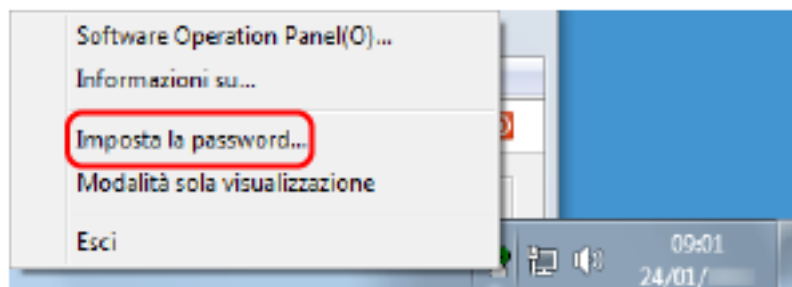 Software Operation Panel(O)...
Informazioni su...
Imposta la password...
Modalità sola visualizzazione
Esci
09:01
24/01/